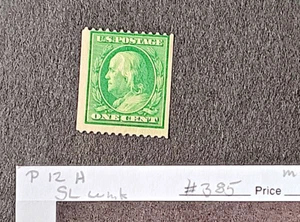 U.S. POSTAGE
ONE CENT
P 12 H m
SL wmk #385 Price